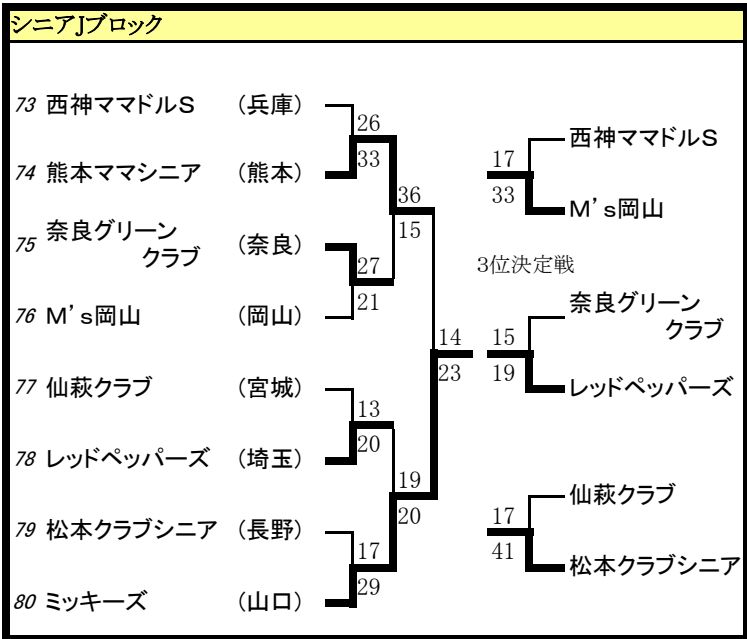 シニアJブロック
73 西神ママドルS (兵庫)
26
33
74 熊本ママシニア (熊本)
36
15
75 奈良グリーン
クラブ (奈良)
27
21
76 M’s岡山 (岡山)
14
23
77 仙萩クラブ (宮城)
13
20
78 レッドペッパーズ (埼玉)
19
20
79 松本クラブシニア (長野)
17
29
80 ミッキーズ (山口)
西神ママドルS
17
33
M’s岡山
3位決定戦
奈良グリーン
クラブ
15
19
レッドペッパーズ
仙萩クラブ
17
41
松本クラブシニア